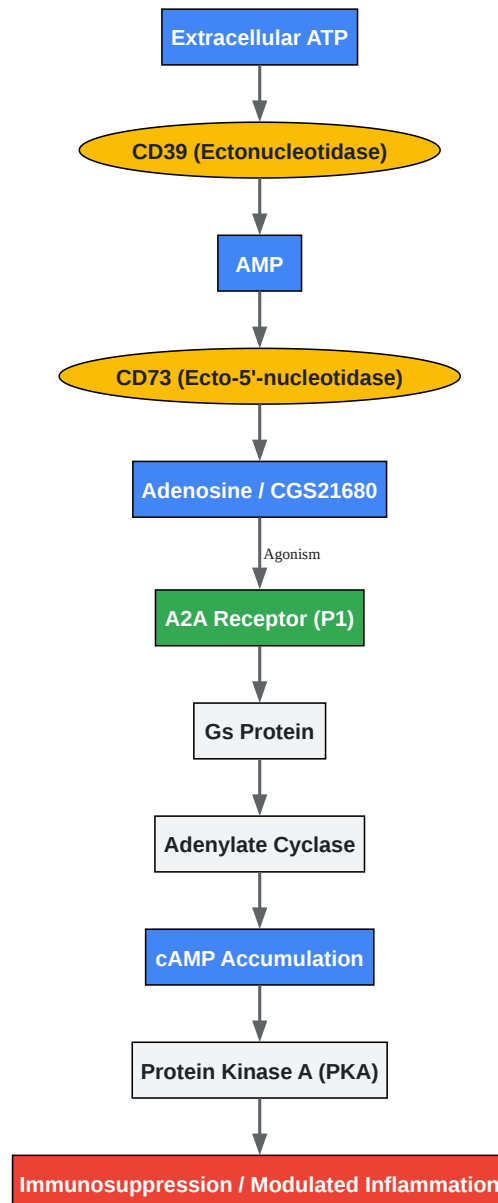 Extracellular ATP
CD39 (Ectonucleotidase)
AMP
CD73 (Ecto-5'-nucleotidase)
Adenosine / CGS21680
Agonism
A2A Receptor (P1)
Gs Protein
Adenylate Cyclase
cAMP Accumulation
Protein Kinase A (PKA)
Immunosuppression / Modulated Inflammation